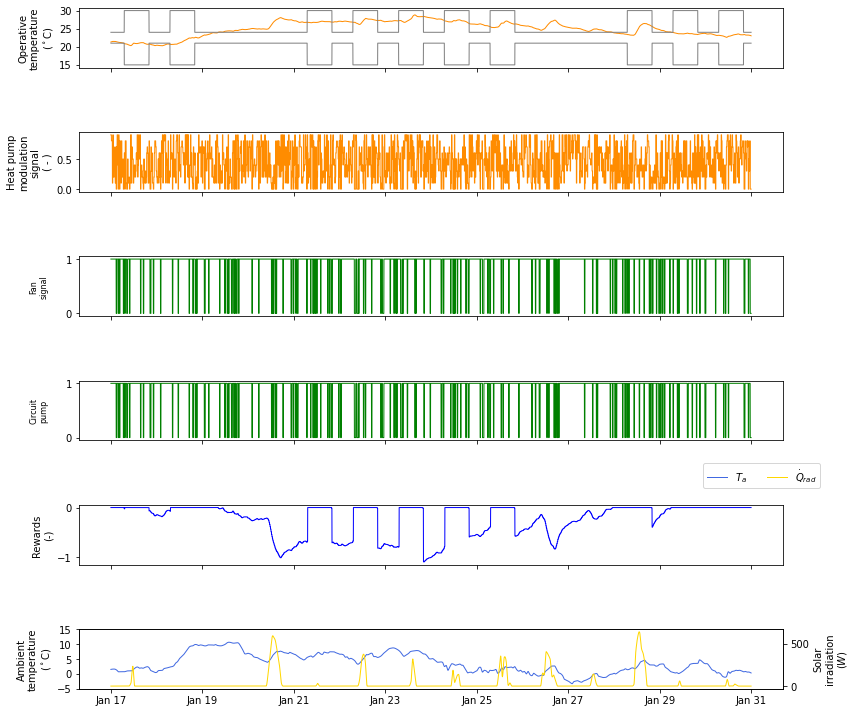 Operative
temperature
(°C)
30
25
20
15
Heat pump
modulation
signal
( - )
0.5
0.0
Fan
signal
1
0
Circuit
pump
1
0
T_a Q̇_rad
Rewards
(-)
0
−1
Ambient
temperature
(°C)
15
10
5
0
−5
500
0
Solar
irradiation
(W)
Jan 17 Jan 19 Jan 21 Jan 23 Jan 25 Jan 27 Jan 29 Jan 31